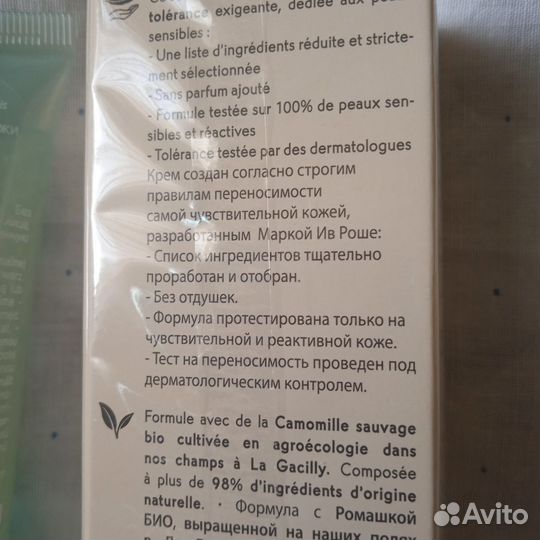 tolérance exigeante, dédiée aux
sensibles :
- Une liste d'ingrédients réduite et stricte-
ment sélectionnée
- Sans parfum ajouté
- Formule testée sur 100% de peaux sen-
sibles et réactives
- Tolérance testée par des dermatologues
Крем создан согласно строгим
правилам переносимости
самой чувствительной кожей,
разработанным Маркой Ив Роше:
- Список ингредиентов тщательно
проработан и отобран.
- Без отдушек.
- Формула протестирована только на
чувствительной и реактивной коже.
- Тест на переносимость проведен под
дерматологическим контролем.
Formule avec de la Camomille sauvage
bio cultivée en agroécologie dans
nos champs à La Gacilly. Composée
à plus de 98% d'ingrédients d'origine
naturelle. · Формула с Ромашкой
БИО, выращенной на наших полях
Avito